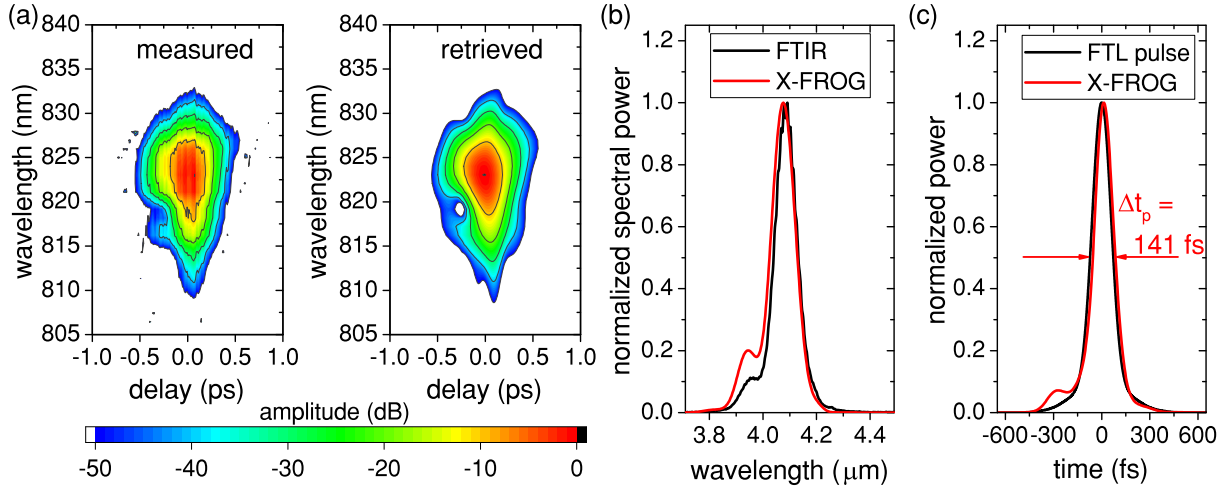 (a)
840
835
830
825
820
815
810
805
wavelength (nm)
measured
-1.0 -0.5 0.0 0.5 1.0
delay (ps)
840
835
830
825
820
815
810
805
wavelength (nm)
retrieved
-1.0 -0.5 0.0 0.5 1.0
delay (ps)
amplitude (dB)
-50 -40 -30 -20 -10 0
(b)
1.2
1.0
0.8
0.6
0.4
0.2
0.0
normalized spectral power
FTIR
X-FROG
3.8 4.0 4.2 4.4
wavelength (μm)
(c)
1.2
1.0
0.8
0.6
0.4
0.2
0.0
normalized power
FTL pulse
X-FROG
Δtp =
141 fs
-600 -300 0 300 600
time (fs)